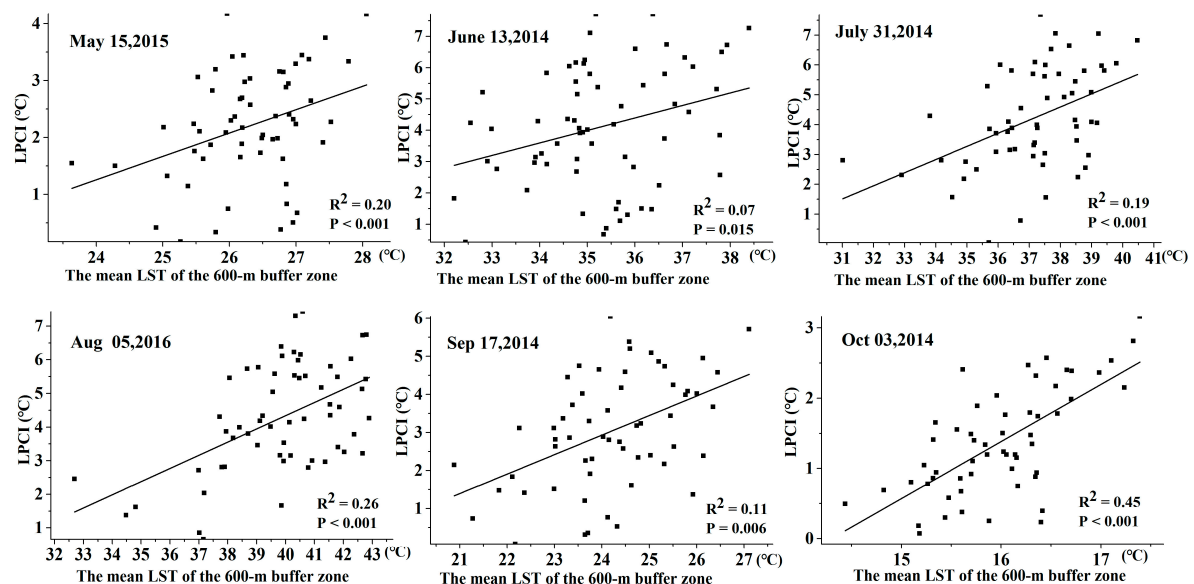 May 15,2015
LPCI (℃)
4
3
2
1
R² = 0.20
P < 0.001
24 25 26 27 28 (℃)
The mean LST of the 600-m buffer zone
June 13,2014
LPCI (℃)
7
6
5
4
3
2
1
R² = 0.07
P = 0.015
32 33 34 35 36 37 38 (℃)
The mean LST of the 600-m buffer zone
July 31,2014
LPCI (℃)
7
6
5
4
3
2
1
R² = 0.19
P < 0.001
31 32 33 34 35 36 37 38 39 40 41 (℃)
The mean LST of the 600-m buffer zone
Aug 05,2016
LPCI (℃)
7
6
5
4
3
2
1
R² = 0.26
P < 0.001
32 33 34 35 36 37 38 39 40 41 42 43 (℃)
The mean LST of the 600-m buffer zone
Sep 17,2014
LPCI (℃)
6
5
4
3
2
1
0
R² = 0.11
P = 0.006
21 22 23 24 25 26 27 (℃)
The mean LST of the 600-m buffer zone
Oct 03,2014
LPCI (℃)
3
2
1
0
R² = 0.45
P < 0.001
15 16 17 (℃)
The mean LST of the 600-m buffer zone